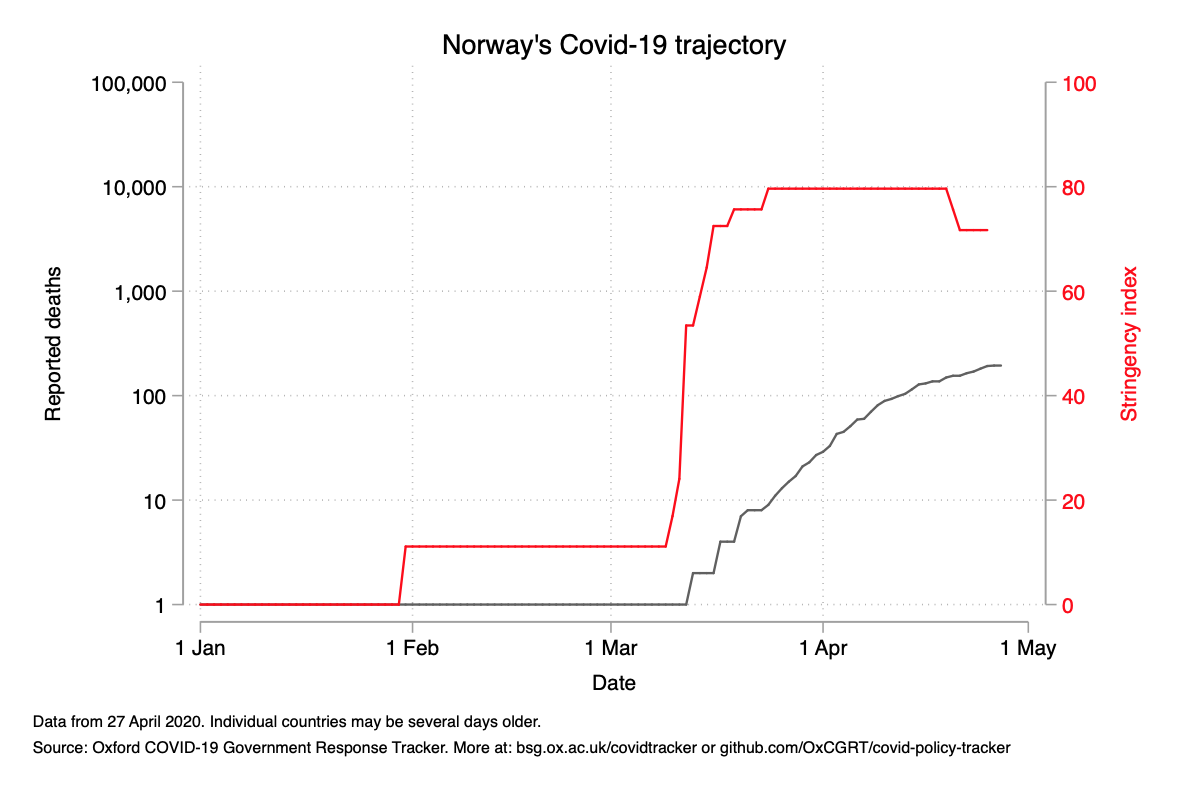 Norway's Covid-19 trajectory
100,000
10,000
1,000
100
10
1
Reported deaths
100
80
60
40
20
0
Stringency index
1 Jan
1 Feb
1 Mar
1 Apr
1 May
Date
Data from 27 April 2020. Individual countries may be several days older.
Source: Oxford COVID-19 Government Response Tracker. More at: bsg.ox.ac.uk/covidtracker or github.com/OxCGRT/covid-policy-tracker